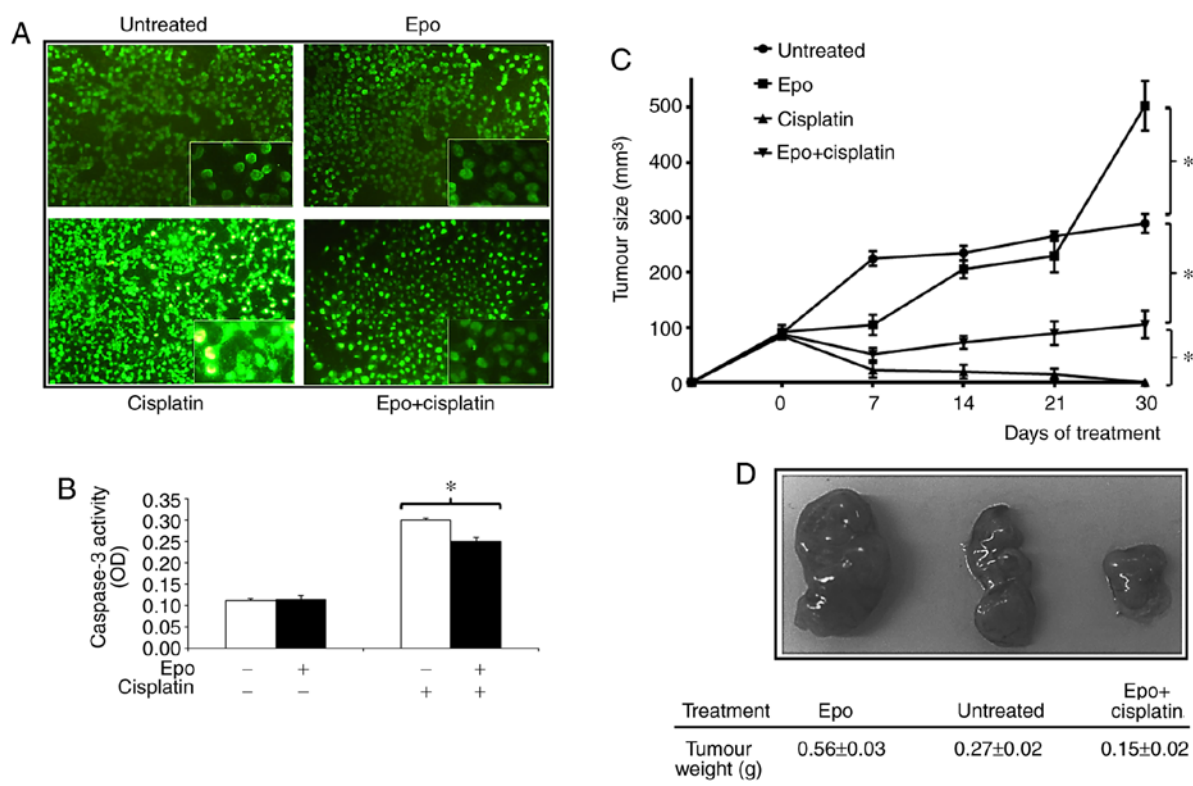 A
Untreated Epo
Cisplatin Epo+cisplatin
B
Caspase-3 activity
(OD)
0.35
0.30
0.25
0.20
0.15
0.10
0.05
0.00
Epo − + − +
Cisplatin − − + +
C
Untreated
Epo
Cisplatin
Epo+cisplatin
Tumour size (mm³)
500
400
300
200
100
0
0 7 14 21 30
Days of treatment
*
*
*
*
D
Treatment Epo Untreated Epo+
cisplatin
Tumour
weight (g) 0.56±0.03 0.27±0.02 0.15±0.02